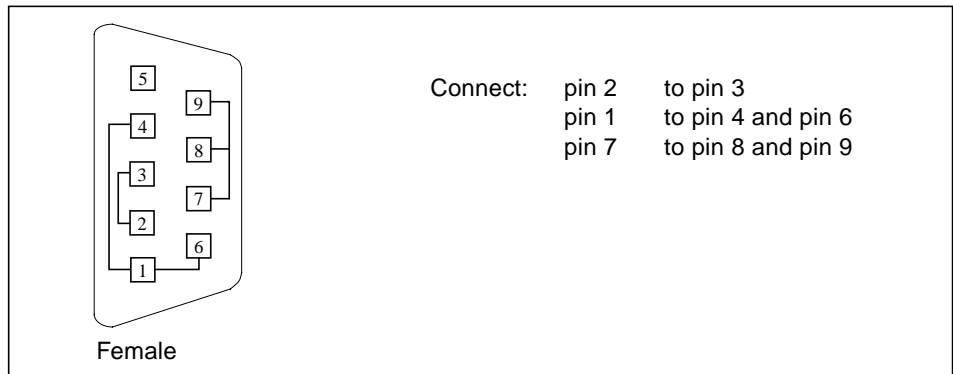 5
9
4
8
3
7
2
6
1
Female
Connect: pin 2 to pin 3
pin 1 to pin 4 and pin 6
pin 7 to pin 8 and pin 9